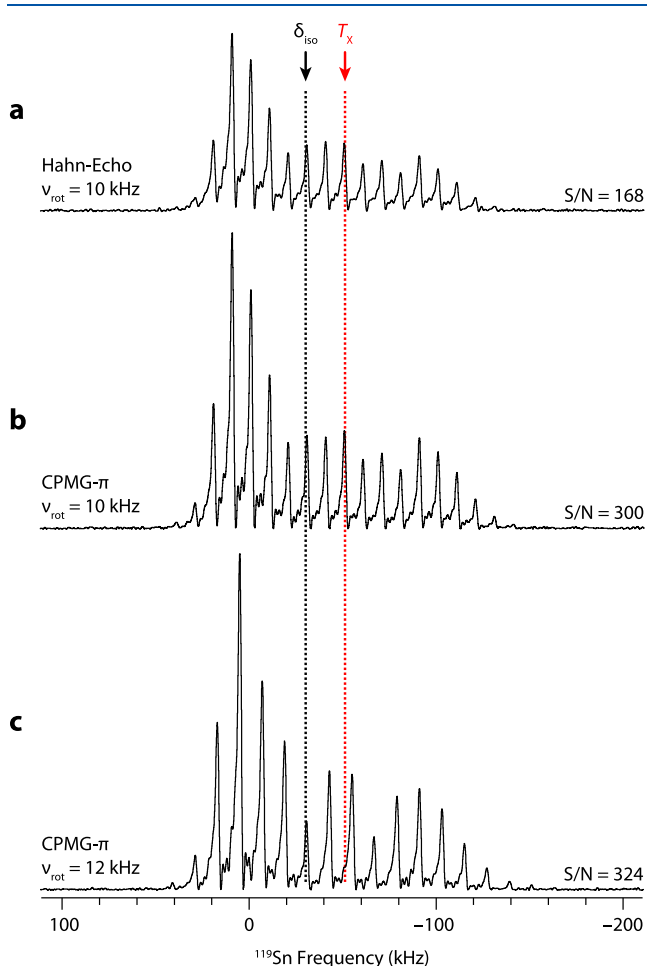 δiso Tx
a
Hahn-Echo
νrot = 10 kHz
S/N = 168
b
CPMG-π
νrot = 10 kHz
S/N = 300
c
CPMG-π
νrot = 12 kHz
S/N = 324
100 0 −100 −200
¹¹⁹Sn Frequency (kHz)